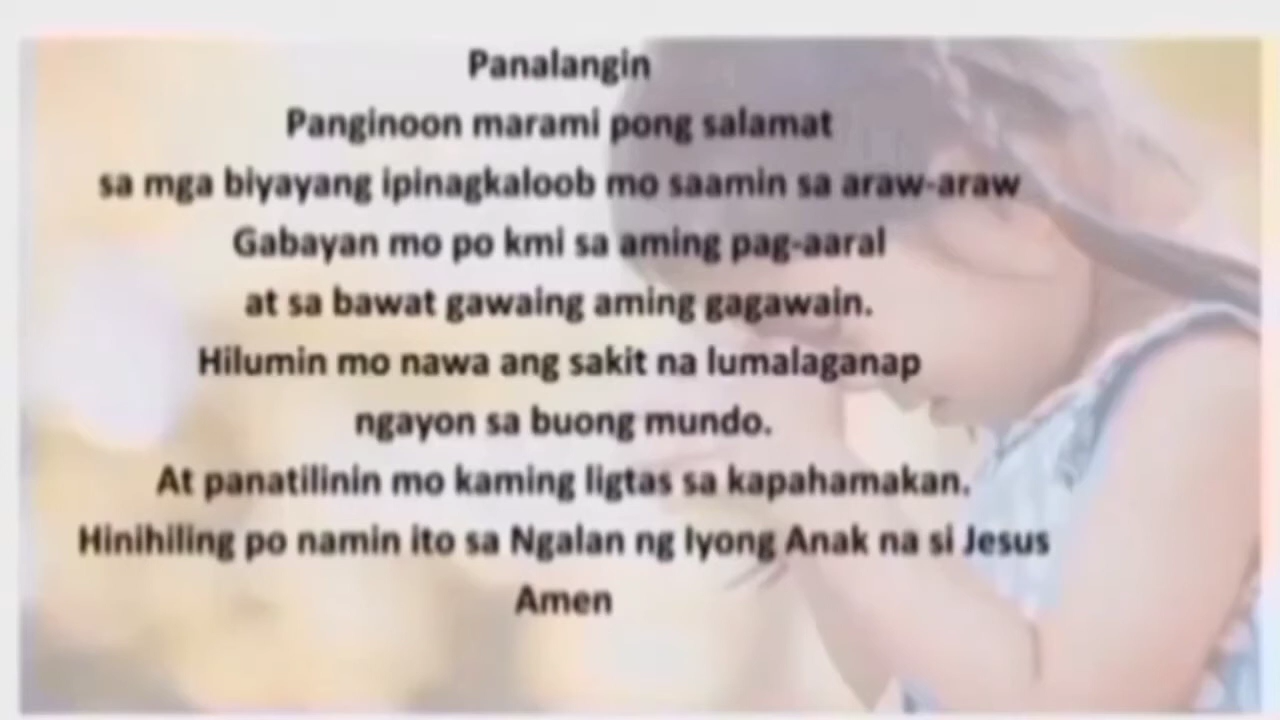 Panalangin
Panginoon marami pong salamat
sa mga biyayang ipinagkaloob mo saamin sa araw-araw
Gabayan mo po kmi sa aming pag-aaral
at sa bawat gawaing aming gagawain.
Hilumin mo nawa ang sakit na lumalaganap
ngayon sa buong mundo.
At panatilinin mo kaming ligtas sa kapahamakan.
Hinihiling po namin ito sa Ngalan ng Iyong Anak na si Jesus
Amen